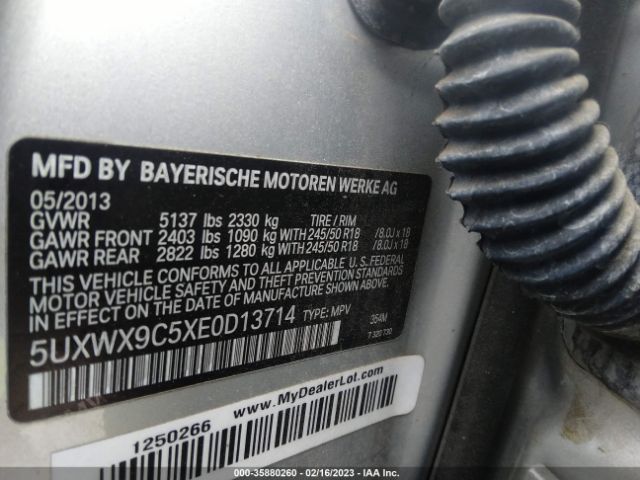 MFD BY BAYERISCHE MOTOREN WERKE AG
05/2013
GVWR 5137 lbs 2330 kg TIRE / RIM
GAWR FRONT 2403 lbs 1090 kg WITH 245/50 R18 /8.0J x 18
GAWR REAR 2822 lbs 1280 kg WITH 245/50 R18 /8.0J x 18
THIS VEHICLE CONFORMS TO ALL APPLICABLE U.S. FEDERAL
MOTOR VEHICLE SAFETY AND THEFT PREVENTION
STANDARDS IN EFFECT ON THE DATE OF MANUFACTURE
SHOWN ABOVE.
5UXWX9C5XE0D13714 TYPE: MPV 354M
7 320 730
www.MyDealerLot.com
1250266
000-35880260 - 02/16/2023 - IAA Inc.